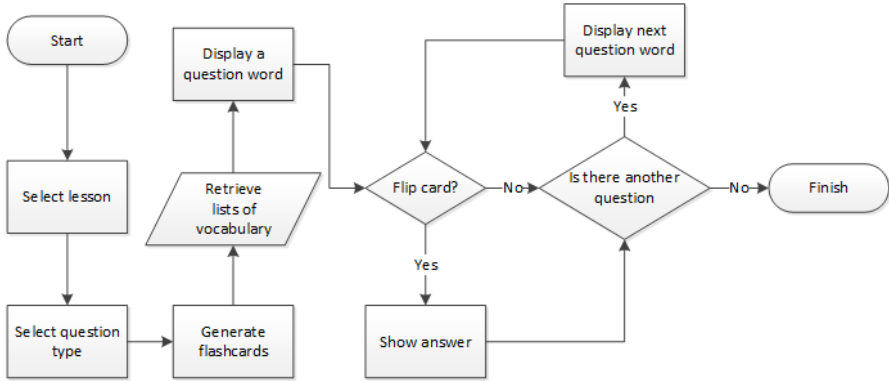 Start
Select lesson
Select question
type
Generate
flashcards
Retrieve
lists of
vocabulary
Display a
question word
Flip card?
Yes
Show answer
No
Is there another
question
Yes
Display next
question word
No
Finish